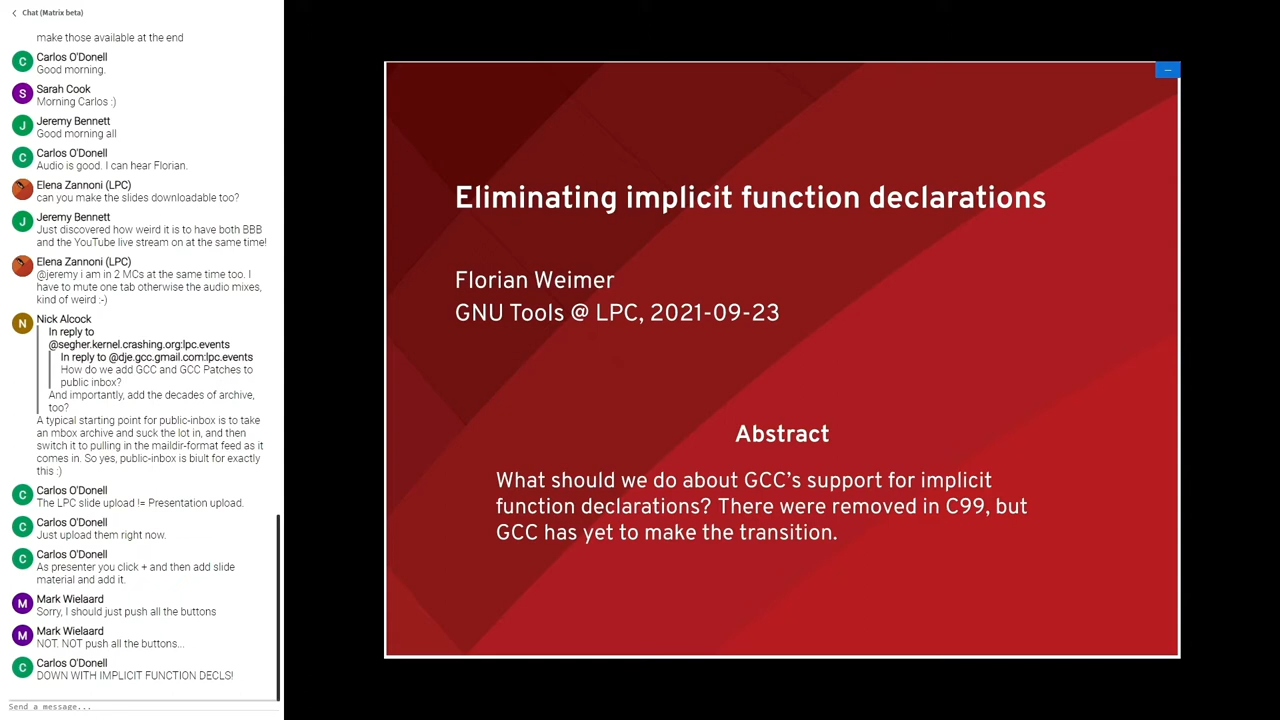 Chat (Matrix beta)
make those available at the end
C
Carlos O'Donell
Good morning.
S
Sarah Cook
Morning Carlos :)
J
Jeremy Bennett
Good morning all
C
Carlos O'Donell
Audio is good. I can hear Florian.
Elena Zannoni (LPC)
can you make the slides downloadable too?
J
Jeremy Bennett
Just discovered how weird it is to have both BBB
and the YouTube live stream on at the same time!
Elena Zannoni (LPC)
@jeremy i am in 2 MCs at the same time too. I
have to mute one tab otherwise the audio mixes,
kind of weird :-)
N
Nick Alcock
In reply to
@segher.kernel.crashing.org:lpc.events
In reply to @dje.gcc.gmail.com:lpc.events
How do we add GCC and GCC Patches to
public inbox?
And importantly, add the decades of archive,
too?
A typical starting point for public-inbox is to take
an mbox archive and suck the lot in, and then
switch it to pulling in the maildir-format feed as it
comes in. So yes, public-inbox is biult for exactly
this :)
C
Carlos O'Donell
The LPC slide upload != Presentation upload.
C
Carlos O'Donell
Just upload them right now.
C
Carlos O'Donell
As presenter you click + and then add slide
material and add it.
M
Mark Wielaard
Sorry, I should just push all the buttons
M
Mark Wielaard
NOT. NOT push all the buttons...
C
Carlos O'Donell
DOWN WITH IMPLICIT FUNCTION DECLS!
Send a message...
Eliminating implicit function declarations
Florian Weimer
GNU Tools @ LPC, 2021-09-23
Abstract
What should we do about GCC's support for implicit
function declarations? There were removed in C99, but
GCC has yet to make the transition.